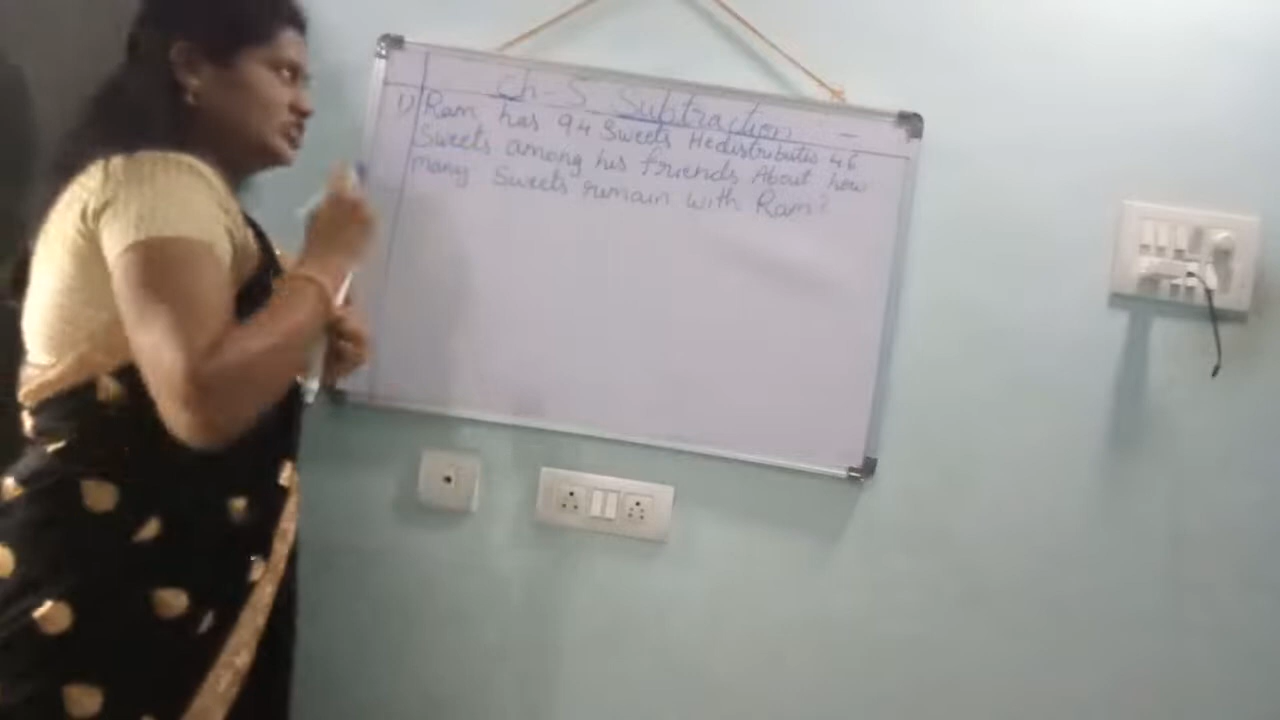 Ch-5 Subtraction -
1) Ram has 94 Sweets He distributes 46
Sweets among his friends About how
many Sweets remain with Ram?